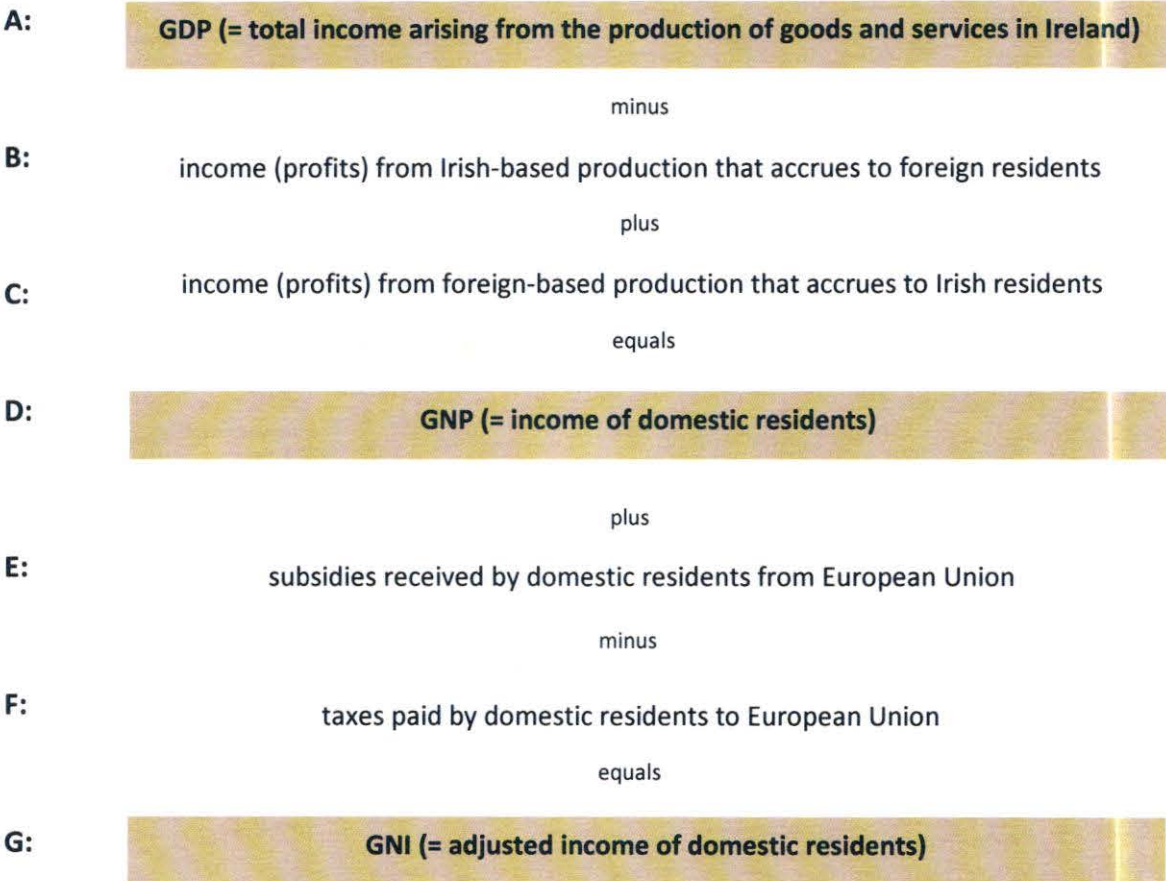 A: GDP (= total income arising from the production of goods and services in Ireland)
minus
B: income (profits) from Irish-based production that accrues to foreign residents
plus
C: income (profits) from foreign-based production that accrues to Irish residents
equals
D: GNP (= income of domestic residents)
plus
E: subsidies received by domestic residents from European Union
minus
F: taxes paid by domestic residents to European Union
equals
G: GNI (= adjusted income of domestic residents)